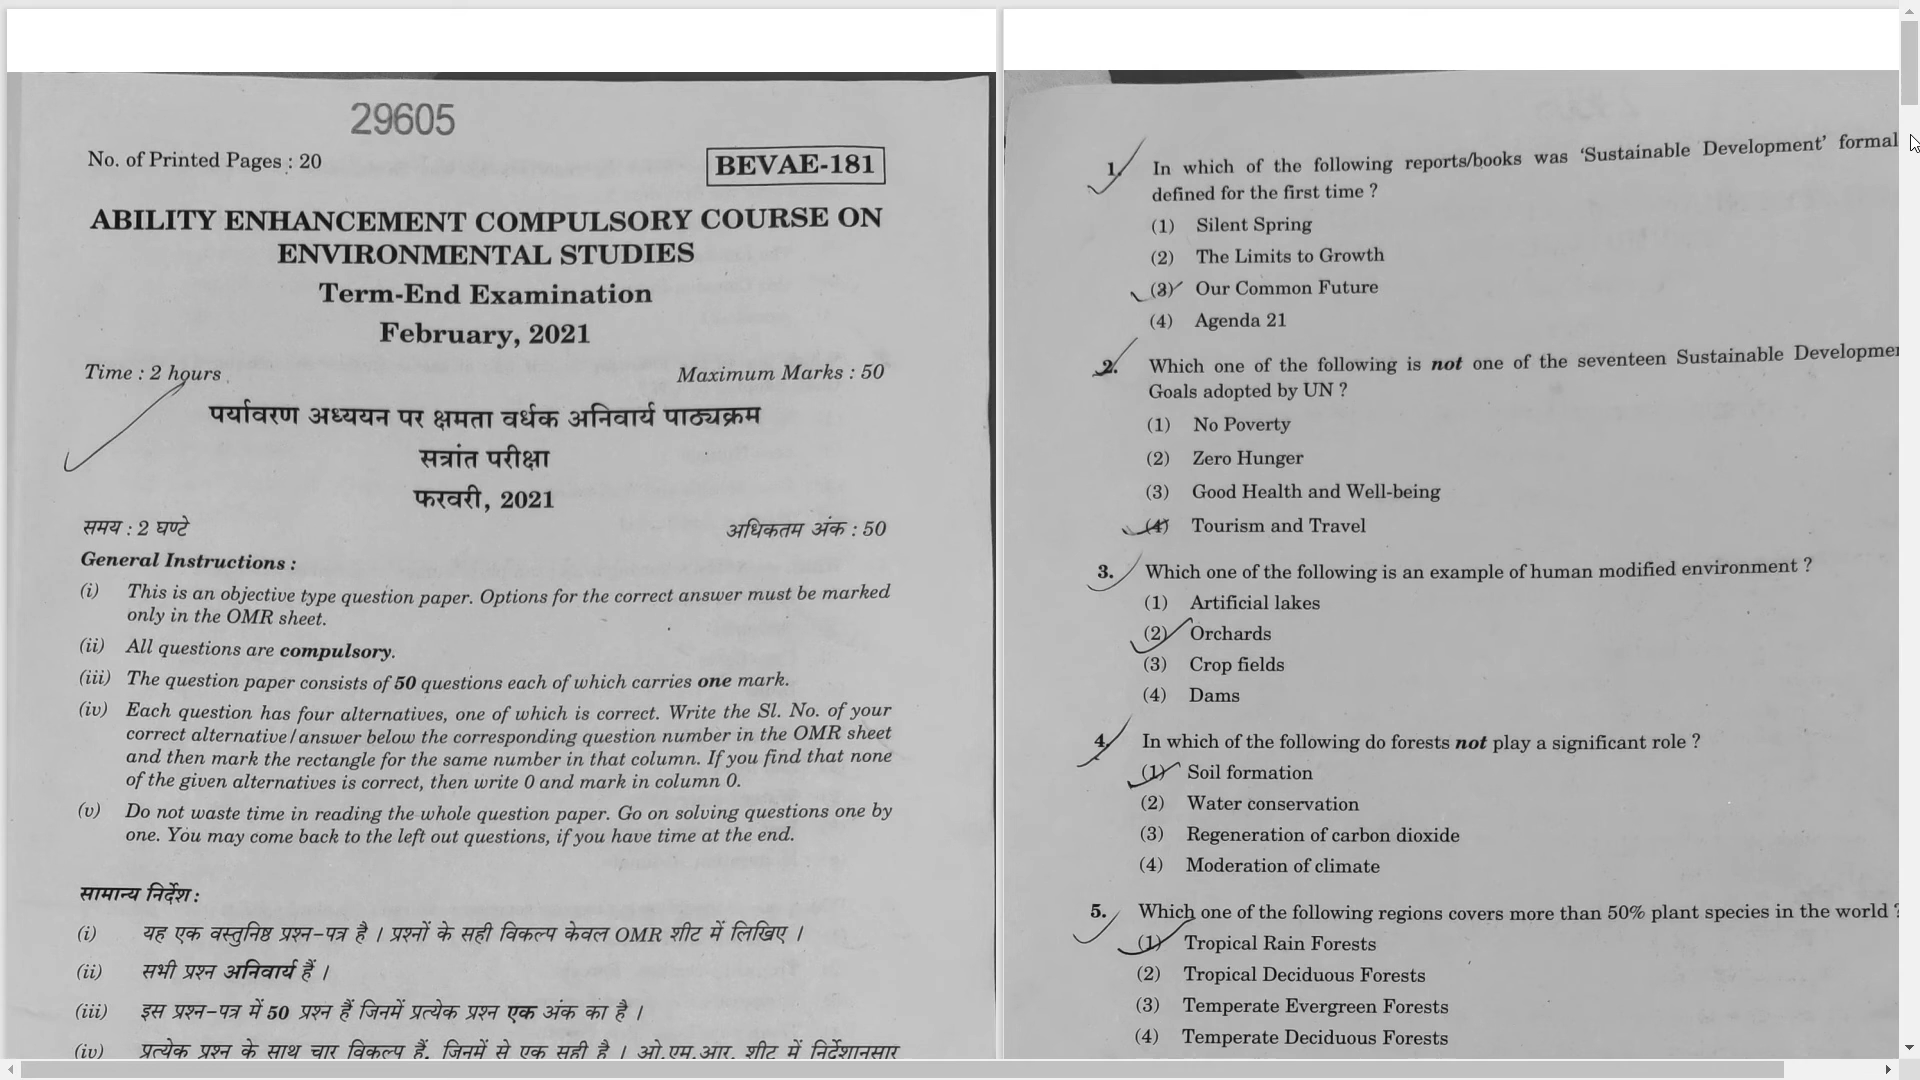 29605
No. of Printed Pages : 20
BEVAE-181
ABILITY ENHANCEMENT COMPULSORY COURSE ON
ENVIRONMENTAL STUDIES
Term-End Examination
February, 2021
Time : 2 hours
Maximum Marks : 50
पर्यावरण अध्ययन पर क्षमता वर्धक अनिवार्य पाठ्यक्रम
सत्रांत परीक्षा
फरवरी, 2021
समय : 2 घण्टे
अधिकतम अंक : 50
General Instructions :
(i) This is an objective type question paper. Options for the correct answer must be marked
only in the OMR sheet.
(ii) All questions are compulsory.
(iii) The question paper consists of 50 questions each of which carries one mark.
(iv) Each question has four alternatives, one of which is correct. Write the Sl. No. of your
correct alternative/answer below the corresponding question number in the OMR sheet
and then mark the rectangle for the same number in that column. If you find that none
of the given alternatives is correct, then write 0 and mark in column 0.
(v) Do not waste time in reading the whole question paper. Go on solving questions one by
one. You may come back to the left out questions, if you have time at the end.
सामान्य निर्देश :
(i) यह एक वस्तुनिष्ठ प्रश्न-पत्र है । प्रश्नों के सही विकल्प केवल OMR शीट में लिखिए ।
(ii) सभी प्रश्न अनिवार्य हैं ।
(iii) इस प्रश्न-पत्र में 50 प्रश्न हैं जिनमें प्रत्येक प्रश्न एक अंक का है ।
(iv) प्रत्येक प्रश्न के साथ चार विकल्प हैं, जिनमें से एक सही है । ओ.एम.आर. शीट में निर्देशानुसार
1. In which of the following reports/books was 'Sustainable Development' formal
defined for the first time ?
(1) Silent Spring
(2) The Limits to Growth
(3) Our Common Future
(4) Agenda 21
2. Which one of the following is not one of the seventeen Sustainable Developme
Goals adopted by UN ?
(1) No Poverty
(2) Zero Hunger
(3) Good Health and Well-being
(4) Tourism and Travel
3. Which one of the following is an example of human modified environment ?
(1) Artificial lakes
(2) Orchards
(3) Crop fields
(4) Dams
4. In which of the following do forests not play a significant role ?
(1) Soil formation
(2) Water conservation
(3) Regeneration of carbon dioxide
(4) Moderation of climate
5. Which one of the following regions covers more than 50% plant species in the world ?
(1) Tropical Rain Forests
(2) Tropical Deciduous Forests
(3) Temperate Evergreen Forests
(4) Temperate Deciduous Forests